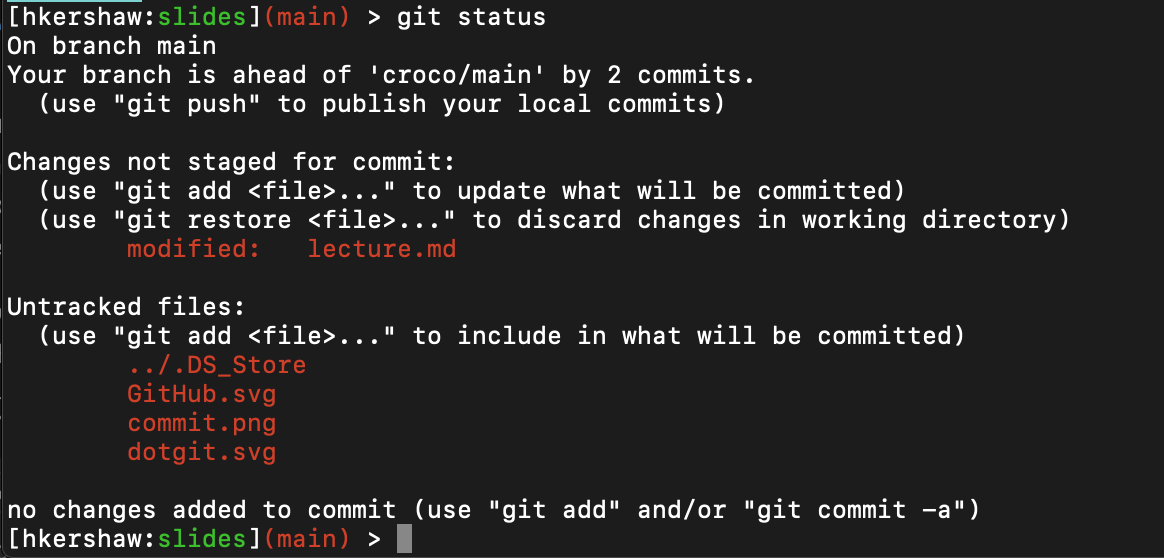 [hkershaw:slides](main) > git status
On branch main
Your branch is ahead of 'croco/main' by 2 commits.
  (use "git push" to publish your local commits)

Changes not staged for commit:
  (use "git add <file>..." to update what will be committed)
  (use "git restore <file>..." to discard changes in working directory)
        modified:   lecture.md

Untracked files:
  (use "git add <file>..." to include in what will be committed)
        ../.DS_Store
        GitHub.svg
        commit.png
        dotgit.svg

no changes added to commit (use "git add" and/or "git commit -a")
[hkershaw:slides](main) >